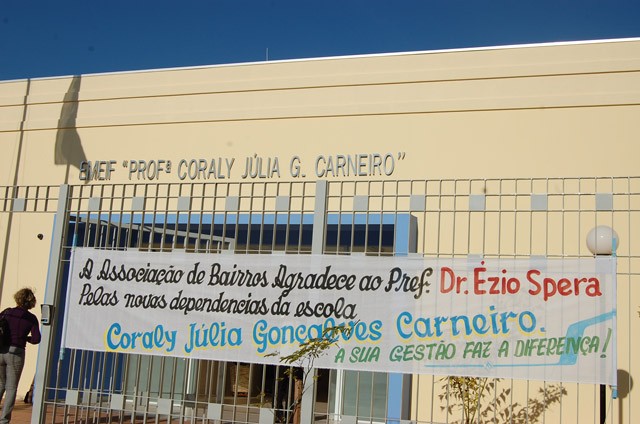 EMEIF "PROFª CORALY JÚLIA G. CARNEIRO"
A Associação de Bairros Agradece ao Pref. Dr. Ézio Spera
Pelas novas dependencias da escola
Coraly Júlia Gonçalves Carneiro.
A SUA GESTÃO FAZ A DIFERENÇA!